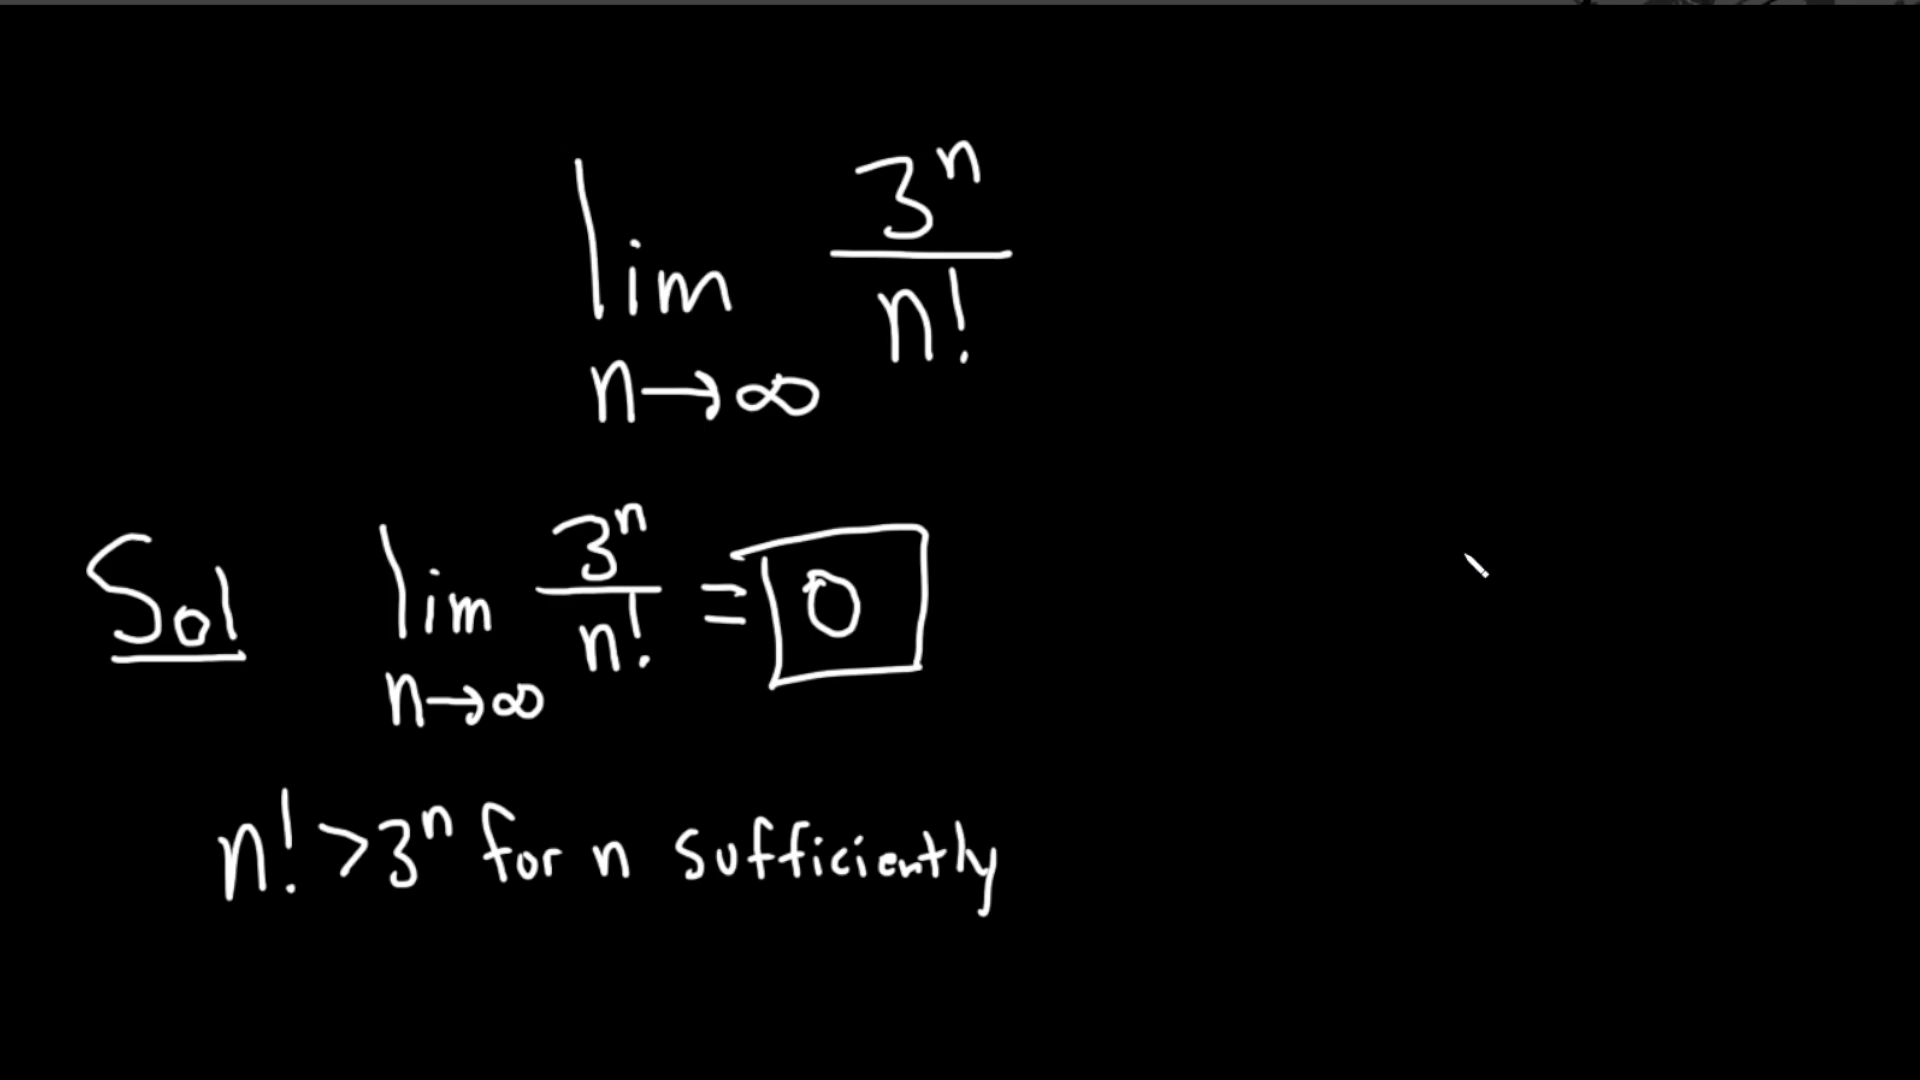 lim n→∞ 3^n / n!
Sol lim n→∞ 3^n / n! = 0
n! > 3^n for n sufficiently